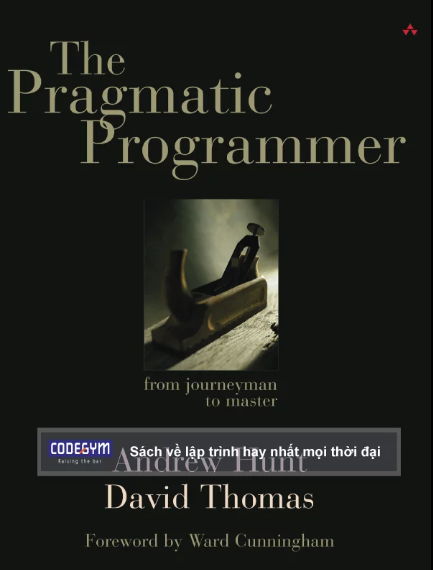 The
Pragmatic
Programmer
from journeyman
to master
CODEGYM
Raising the bar
Sách về lập trình hay nhất mọi thời đại
Andrew Hunt
David Thomas
Foreword by Ward Cunningham